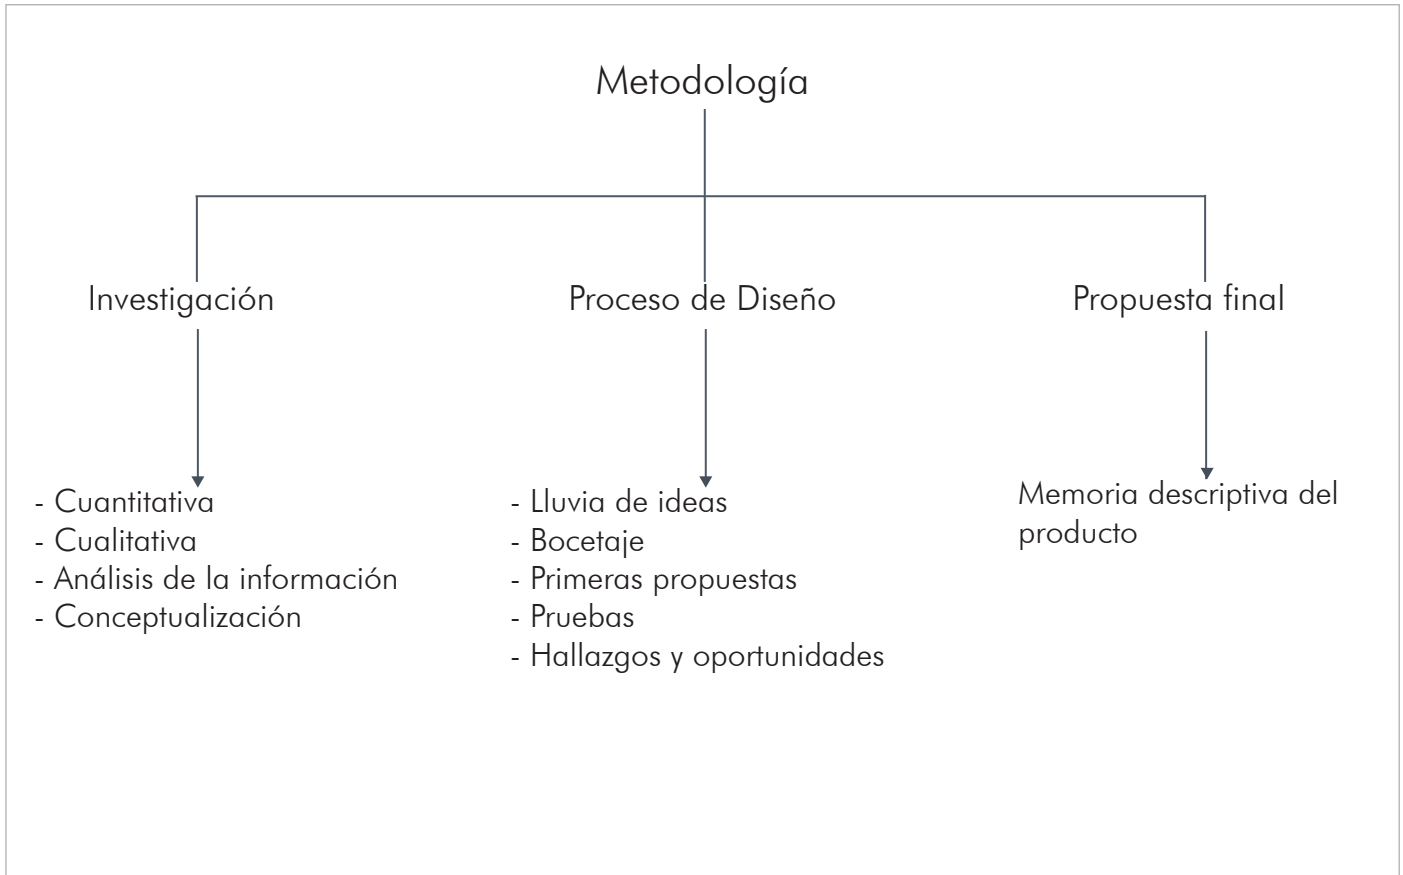 Metodología
Investigación
Proceso de Diseño
Propuesta final
- Cuantitativa
- Cualitativa
- Análisis de la información
- Conceptualización
- Lluvia de ideas
- Bocetaje
- Primeras propuestas
- Pruebas
- Hallazgos y oportunidades
Memoria descriptiva del
producto